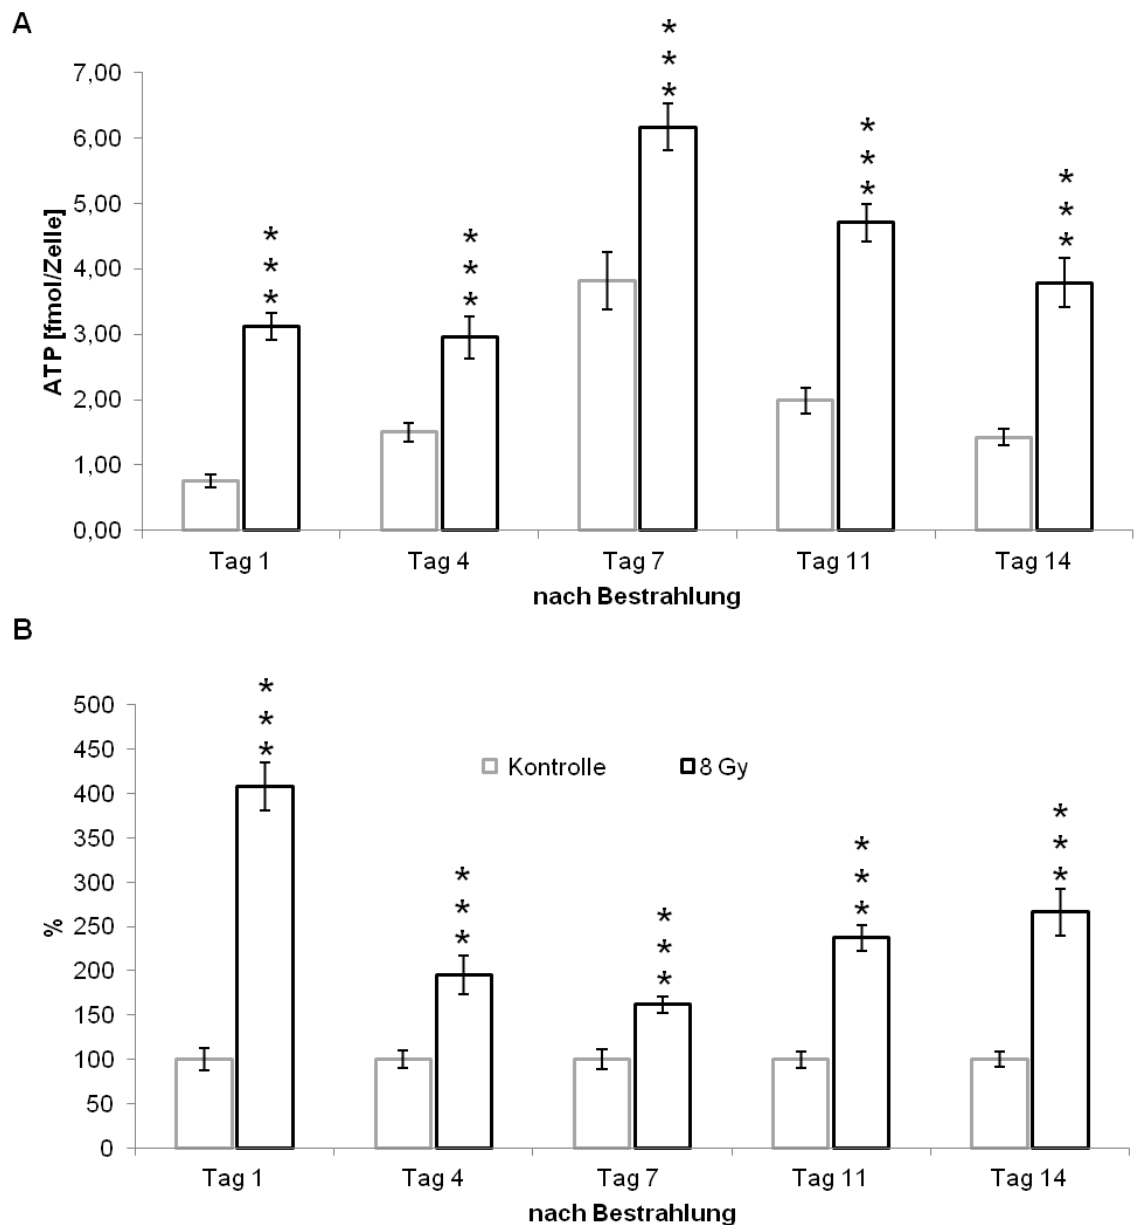 A
* * * * * * * * * * * * * * *
7,00
6,00
5,00
4,00
3,00
2,00
1,00
0,00
ATP [fmol/Zelle]
Tag 1 Tag 4 Tag 7 Tag 11 Tag 14
nach Bestrahlung
B
* * * * * * * * * * * * * * *
500
450
400
350
300
250
200
150
100
50
0
%
Kontrolle 8 Gy
Tag 1 Tag 4 Tag 7 Tag 11 Tag 14
nach Bestrahlung